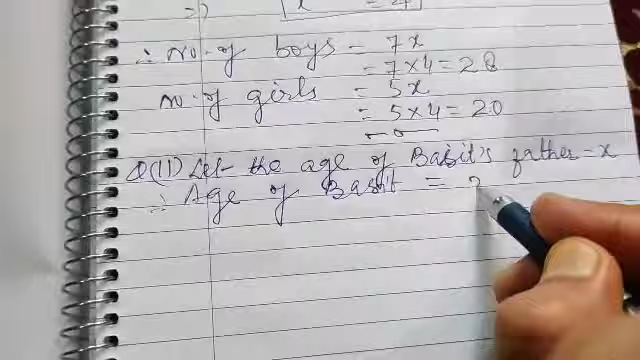 x = 4
∴ no. of boys = 7x
= 7×4 = 28
no. of girls = 5x
= 5×4 = 20
Q(11) Let the age of Basit's father = x
∴ Age of Basit =